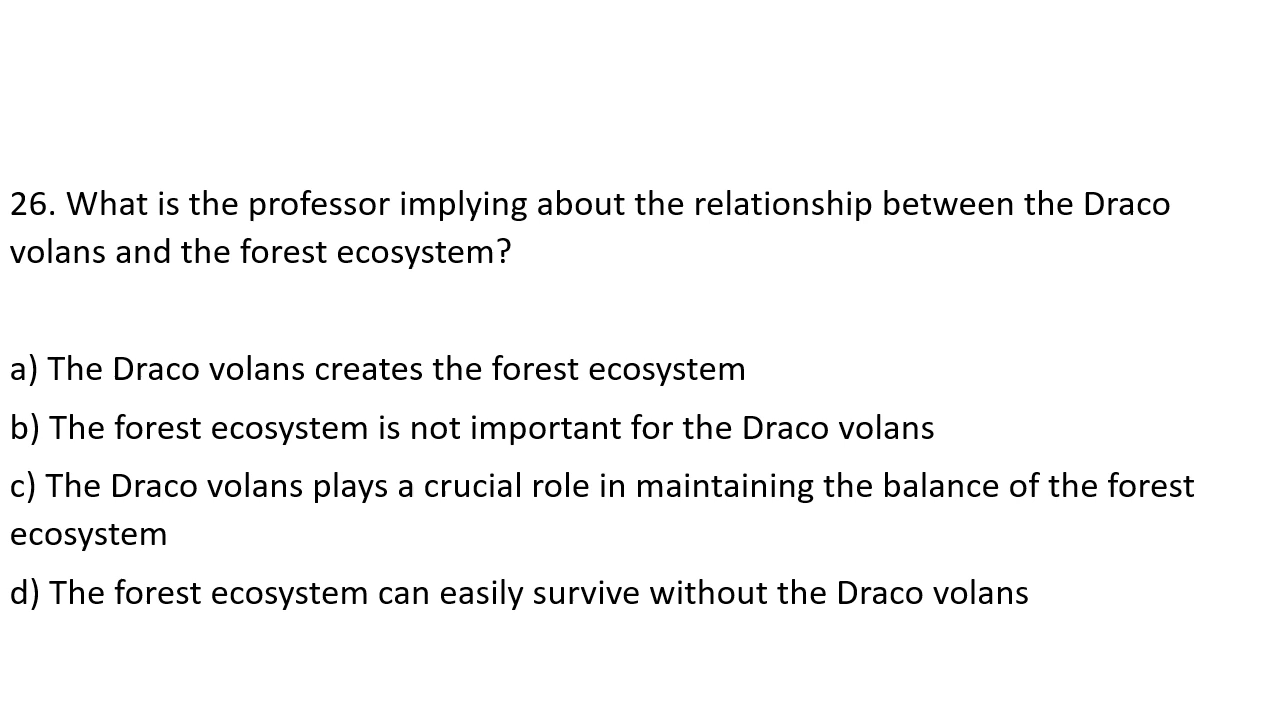 26. What is the professor implying about the relationship between the Draco
volans and the forest ecosystem?
a) The Draco volans creates the forest ecosystem
b) The forest ecosystem is not important for the Draco volans
c) The Draco volans plays a crucial role in maintaining the balance of the forest
ecosystem
d) The forest ecosystem can easily survive without the Draco volans